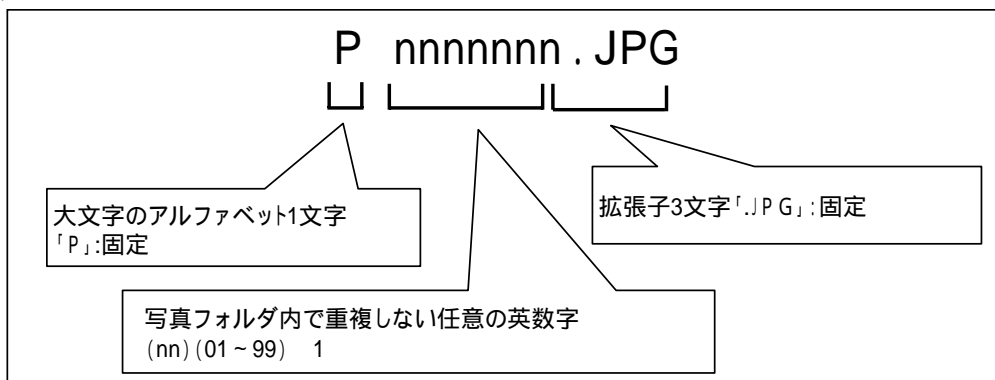 P nnnnnnn . JPG
大文字のアルファベット1文字
「P」:固定
拡張子3文字「.JPG」:固定
写真フォルダ内で重複しない任意の英数字
(nn)(01~99) 1